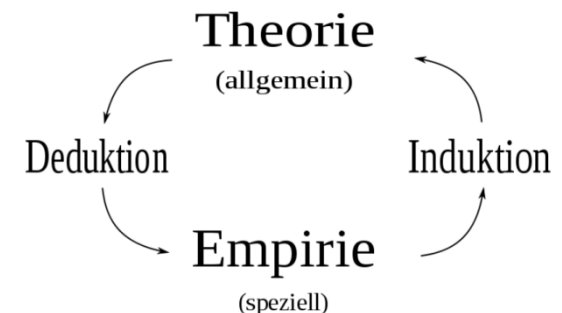 Theorie
(allgemein)
Deduktion
Induktion
Empirie
(speziell)